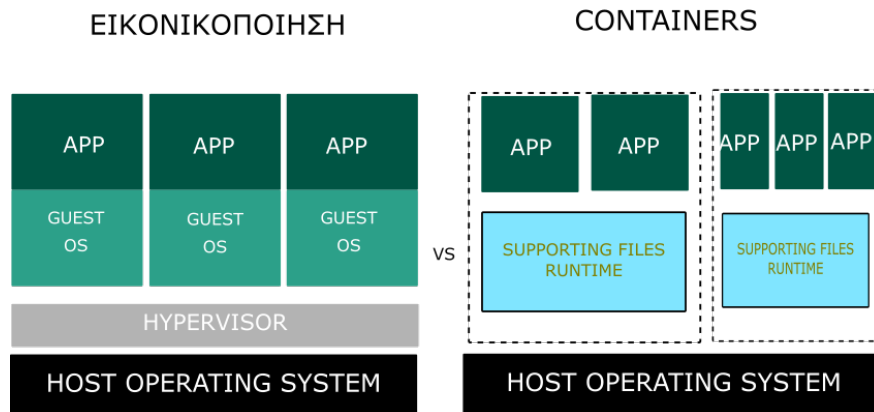 ΕΙΚΟΝΙΚΟΠΟΙΗΣΗ
CONTAINERS
APP
APP
APP
GUEST
OS
GUEST
OS
GUEST
OS
HYPERVISOR
HOST OPERATING SYSTEM
vs
APP
APP
SUPPORTING FILES
RUNTIME
APP
APP
APP
SUPPORTING FILES
RUNTIME
HOST OPERATING SYSTEM